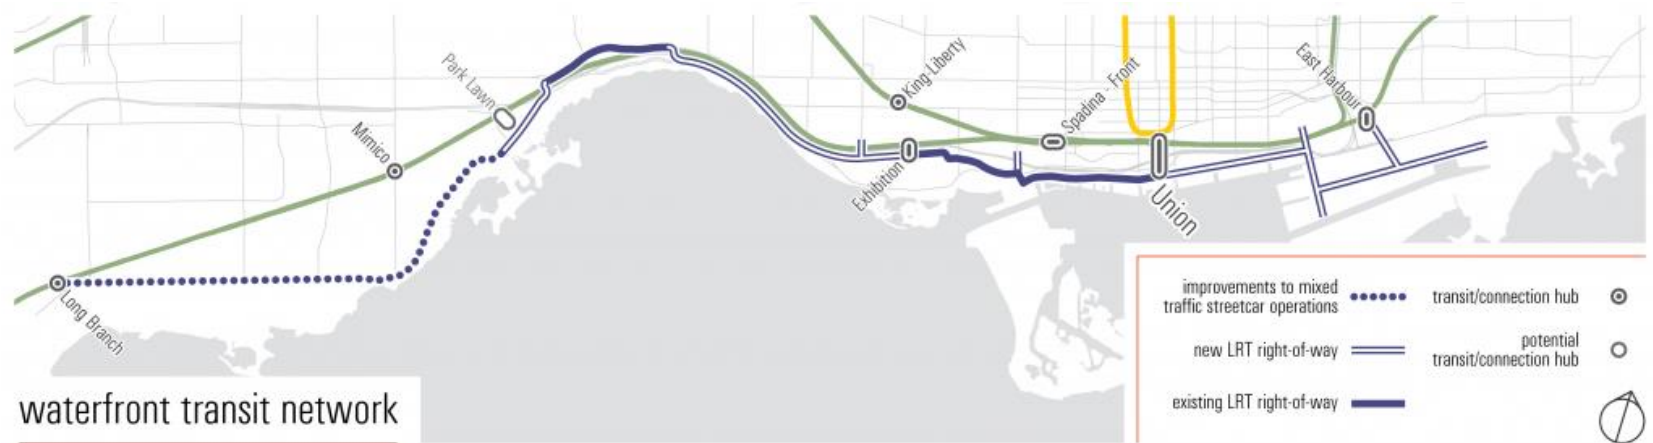 Park Lawn
Mimico
Long Branch
King-Liberty
Exhibition
Spadina - Front
Union
East Harbour
improvements to mixed
traffic streetcar operations
transit/connection hub
new LRT right-of-way
potential
transit/connection hub
existing LRT right-of-way
waterfront transit network